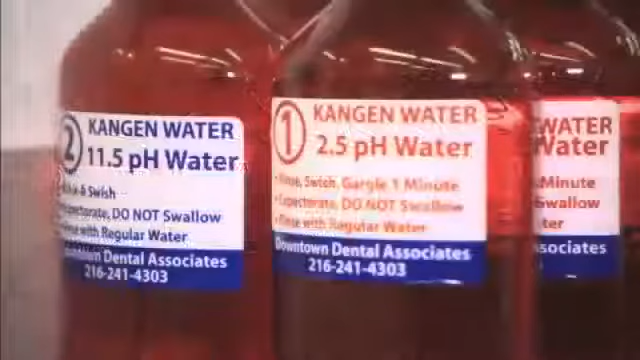 2
KANGEN WATER
11.5 pH Water
& Swish
Expectorate, DO NOT Swallow
Rinse with Regular Water
Downtown Dental Associates
216-241-4303
1
KANGEN WATER
2.5 pH Water
• Rinse, Swish, Gargle 1 Minute
• Expectorate, DO NOT Swallow
• Rinse with Regular Water
Downtown Dental Associates
216-241-4303
WATER
Water
Minute
Swallow
ter
ssociates